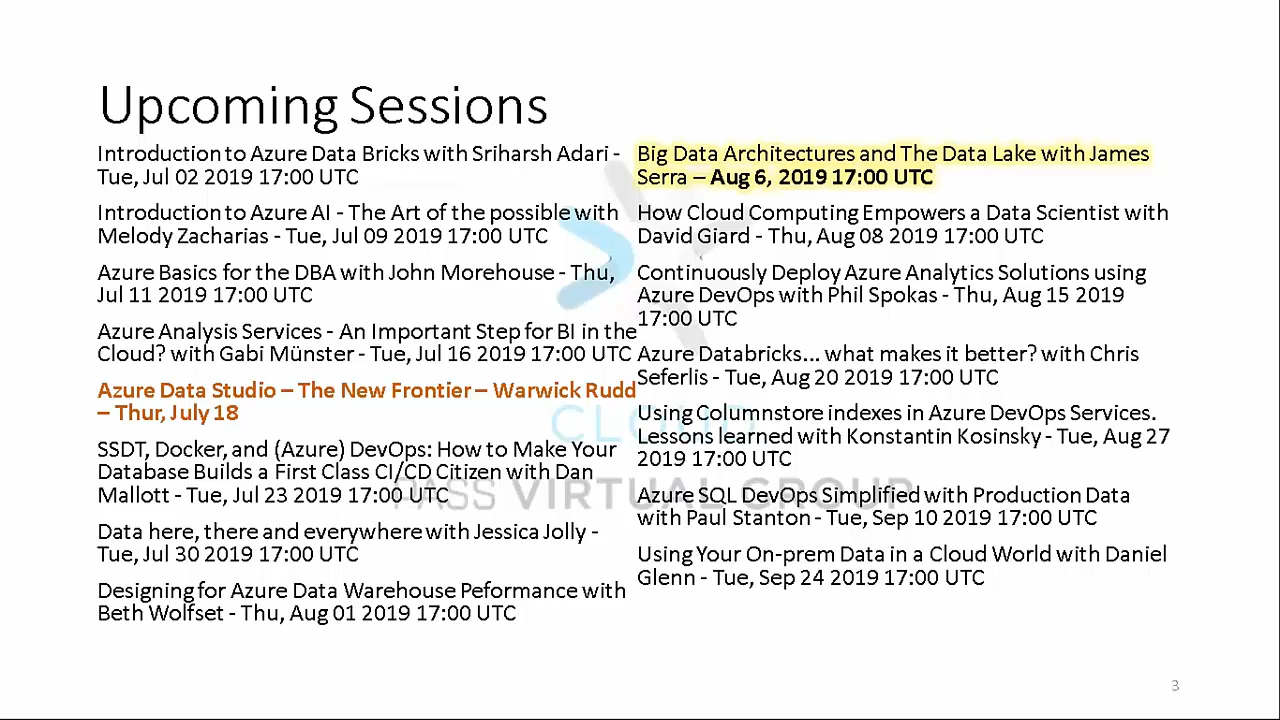 Upcoming Sessions
Introduction to Azure Data Bricks with Sriharsh Adari -
Tue, Jul 02 2019 17:00 UTC
Introduction to Azure AI - The Art of the possible with
Melody Zacharias - Tue, Jul 09 2019 17:00 UTC
Azure Basics for the DBA with John Morehouse - Thu,
Jul 11 2019 17:00 UTC
Azure Analysis Services - An Important Step for BI in the
Cloud? with Gabi Münster - Tue, Jul 16 2019 17:00 UTC
Azure Data Studio – The New Frontier – Warwick Rudd
– Thur, July 18
SSDT, Docker, and (Azure) DevOps: How to Make Your
Database Builds a First Class CI/CD Citizen with Dan
Mallott - Tue, Jul 23 2019 17:00 UTC
Data here, there and everywhere with Jessica Jolly -
Tue, Jul 30 2019 17:00 UTC
Designing for Azure Data Warehouse Peformance with
Beth Wolfset - Thu, Aug 01 2019 17:00 UTC
Big Data Architectures and The Data Lake with James
Serra – Aug 6, 2019 17:00 UTC
How Cloud Computing Empowers a Data Scientist with
David Giard - Thu, Aug 08 2019 17:00 UTC
Continuously Deploy Azure Analytics Solutions using
Azure DevOps with Phil Spokas - Thu, Aug 15 2019
17:00 UTC
Azure Databricks... what makes it better? with Chris
Seferlis - Tue, Aug 20 2019 17:00 UTC
Using Columnstore indexes in Azure DevOps Services.
Lessons learned with Konstantin Kosinsky - Tue, Aug 27
2019 17:00 UTC
Azure SQL DevOps Simplified with Production Data
with Paul Stanton - Tue, Sep 10 2019 17:00 UTC
Using Your On-prem Data in a Cloud World with Daniel
Glenn - Tue, Sep 24 2019 17:00 UTC
CLOUD
PASS VIRTUAL GROUP
3